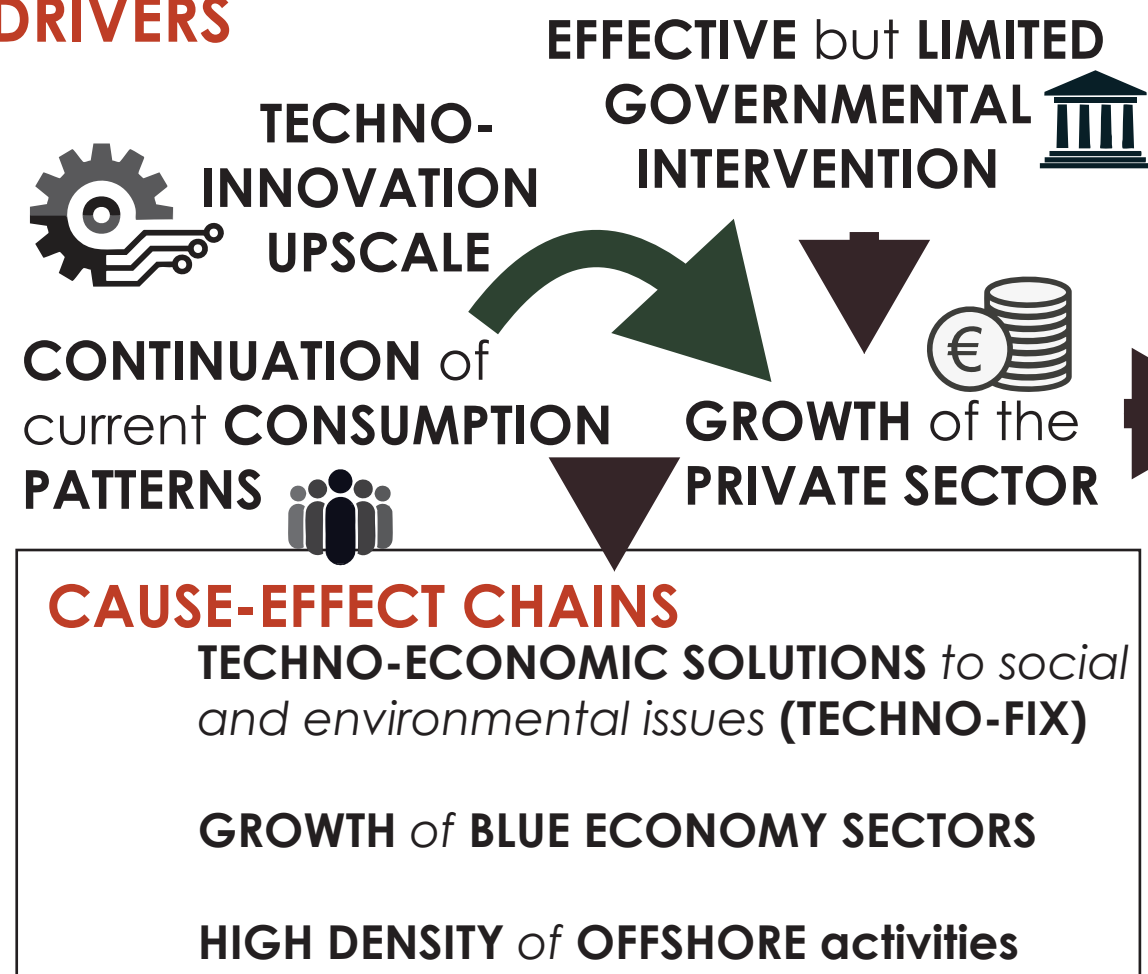 DRIVERS
EFFECTIVE but LIMITED
GOVERNMENTAL
INTERVENTION
TECHNO-
INNOVATION
UPSCALE
CONTINUATION of
current CONSUMPTION
PATTERNS
€
GROWTH of the
PRIVATE SECTOR
CAUSE-EFFECT CHAINS
TECHNO-ECONOMIC SOLUTIONS to social
and environmental issues (TECHNO-FIX)
GROWTH of BLUE ECONOMY SECTORS
HIGH DENSITY of OFFSHORE activities